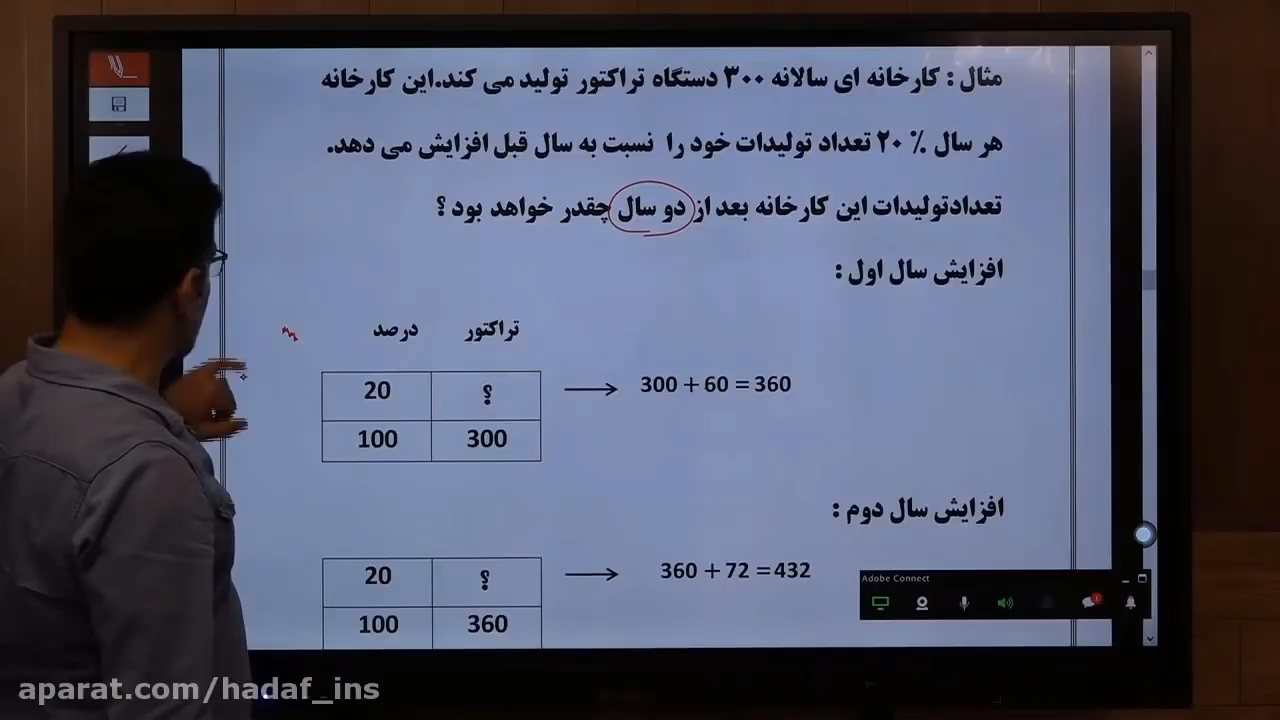 مثال : کارخانه ای سالانه ۳۰۰ دستگاه تراکتور تولید می کند.این کارخانه
هر سال % ۲۰ تعداد تولیدات خود را نسبت به سال قبل افزایش می دهد.
تعدادتولیدات این کارخانه بعد از دو سال چقدر خواهد بود ؟
افزایش سال اول :
تراکتور درصد
20 ؟ → 300 + 60 = 360
100 300
افزایش سال دوم :
20 ؟ → 360 + 72 = 432
100 360
Adobe Connect
1
aparat.com/hadaf_ins